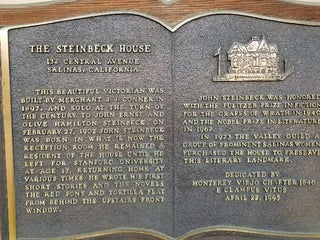 THE STEINBECK HOUSE
132 CENTRAL AVENUE
SALINAS, CALIFORNIA
THIS BEAUTIFUL VICTORIAN WAS
BUILT BY MERCHANT J. J. CONNER IN
1897, AND SOLD AT THE TURN OF
THE CENTURY TO JOHN ERNST AND
OLIVE HAMILTON STEINBECK ON
FEBRUARY 27, 1902 JOHN STEINBECK
WAS BORN IN WHAT IS NOW THE
RECEPTION ROOM. HE REMAINED A
RESIDENT OF THE HOUSE UNTIL HE
LEFT FOR STANFORD UNIVERSITY
AT AGE 17, RETURNING HOME AT
VARIOUS TIMES. HE WROTE HIS FIRST
SHORT STORIES AND THE NOVELS
THE RED PONY AND TORTILLA FLAT
FROM BEHIND THE UPSTAIRS FRONT
WINDOW.
JOHN STEINBECK WAS HONORED
WITH THE PULITZER PRIZE IN FICTION
FOR THE GRAPES OF WRATH IN 1940
AND THE NOBEL PRIZE IN LITERATURE
IN 1962.
IN 1973 THE VALLEY GUILD A
GROUP OF PROMINENT SALINAS WOMEN
PURCHASED THE HOUSE TO PRESERVE
THIS LITERARY LANDMARK.
DEDICATED BY
MONTEREY VIEJO CHAPTER 1846
E CLAMPUS VITUS
APRIL 22, 1995